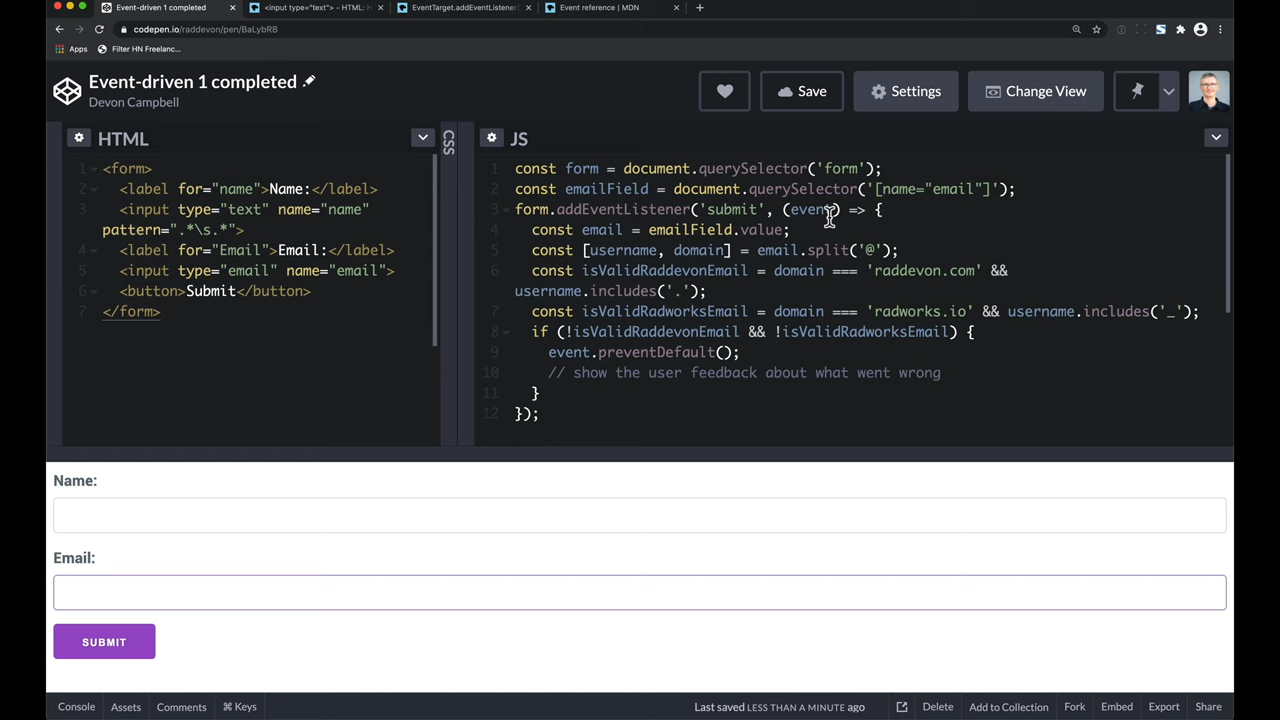 Event-driven 1 completed
<input type="text"> – HTML: H
EventTarget.addEventListener
Event reference | MDN
codepen.io/raddevon/pen/BaLybRB
Apps
Filter HN Freelanc...
Event-driven 1 completed
Devon Campbell
Save
Settings
Change View
HTML
1 <form>
2 <label for="name">Name:</label>
3 <input type="text" name="name"
pattern=".*\s.*">
4 <label for="Email">Email:</label>
5 <input type="email" name="email">
6 <button>Submit</button>
7 </form>
CSS
JS
1 const form = document.querySelector('form');
2 const emailField = document.querySelector('[name="email"]');
3 form.addEventListener('submit', (event) => {
4 const email = emailField.value;
5 const [username, domain] = email.split('@');
6 const isValidRaddevonEmail = domain === 'raddevon.com' &&
username.includes('.');
7 const isValidRadworksEmail = domain === 'radworks.io' && username.includes('_');
8 if (!isValidRaddevonEmail && !isValidRadworksEmail) {
9 event.preventDefault();
10 // show the user feedback about what went wrong
11 }
12 });
Name:
Email:
SUBMIT
Console
Assets
Comments
⌘ Keys
Last saved LESS THAN A MINUTE ago
Delete
Add to Collection
Fork
Embed
Export
Share